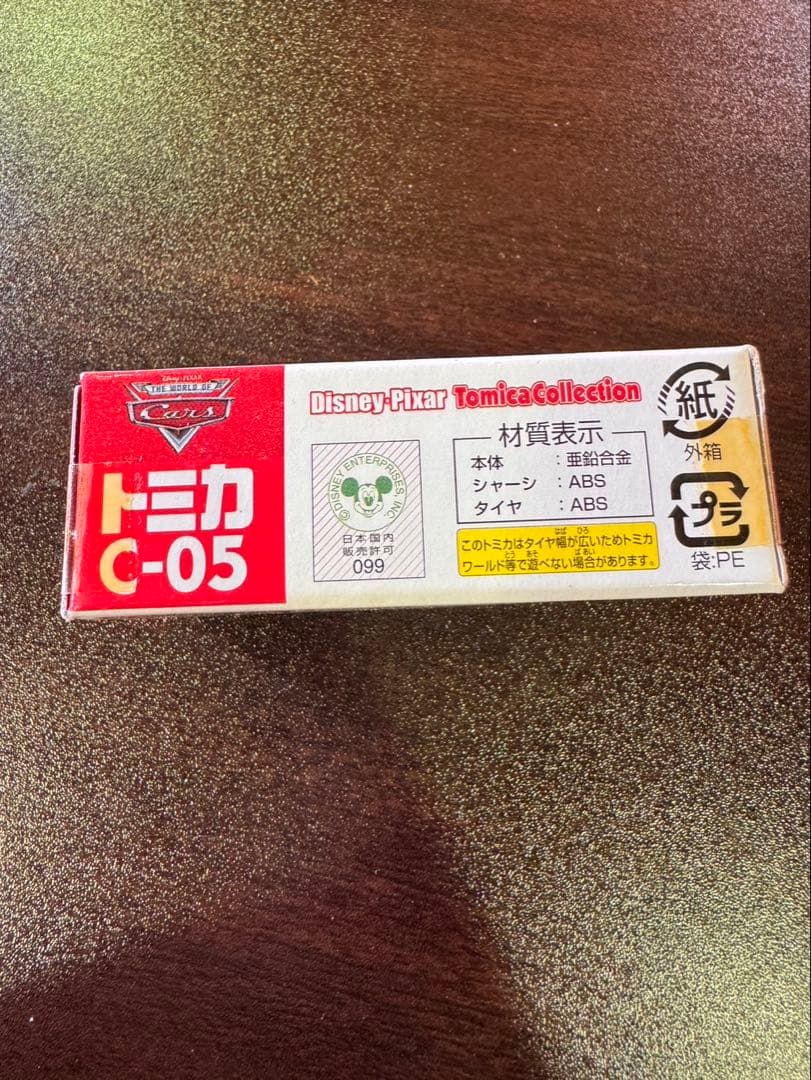 Disney·PIXAR
THE WORLD OF
Cars
トミカ
C-05
Disney·Pixar TomicaCollection
©DISNEY ENTERPRISES, INC.
日本国内
販売許可
099
材質表示
本体 : 亜鉛合金
シャーシ : ABS
タイヤ : ABS
このトミカはタイヤ幅が広いためトミカ
ワールド等で遊べない場合があります。
紙
外箱
プラ
袋:PE